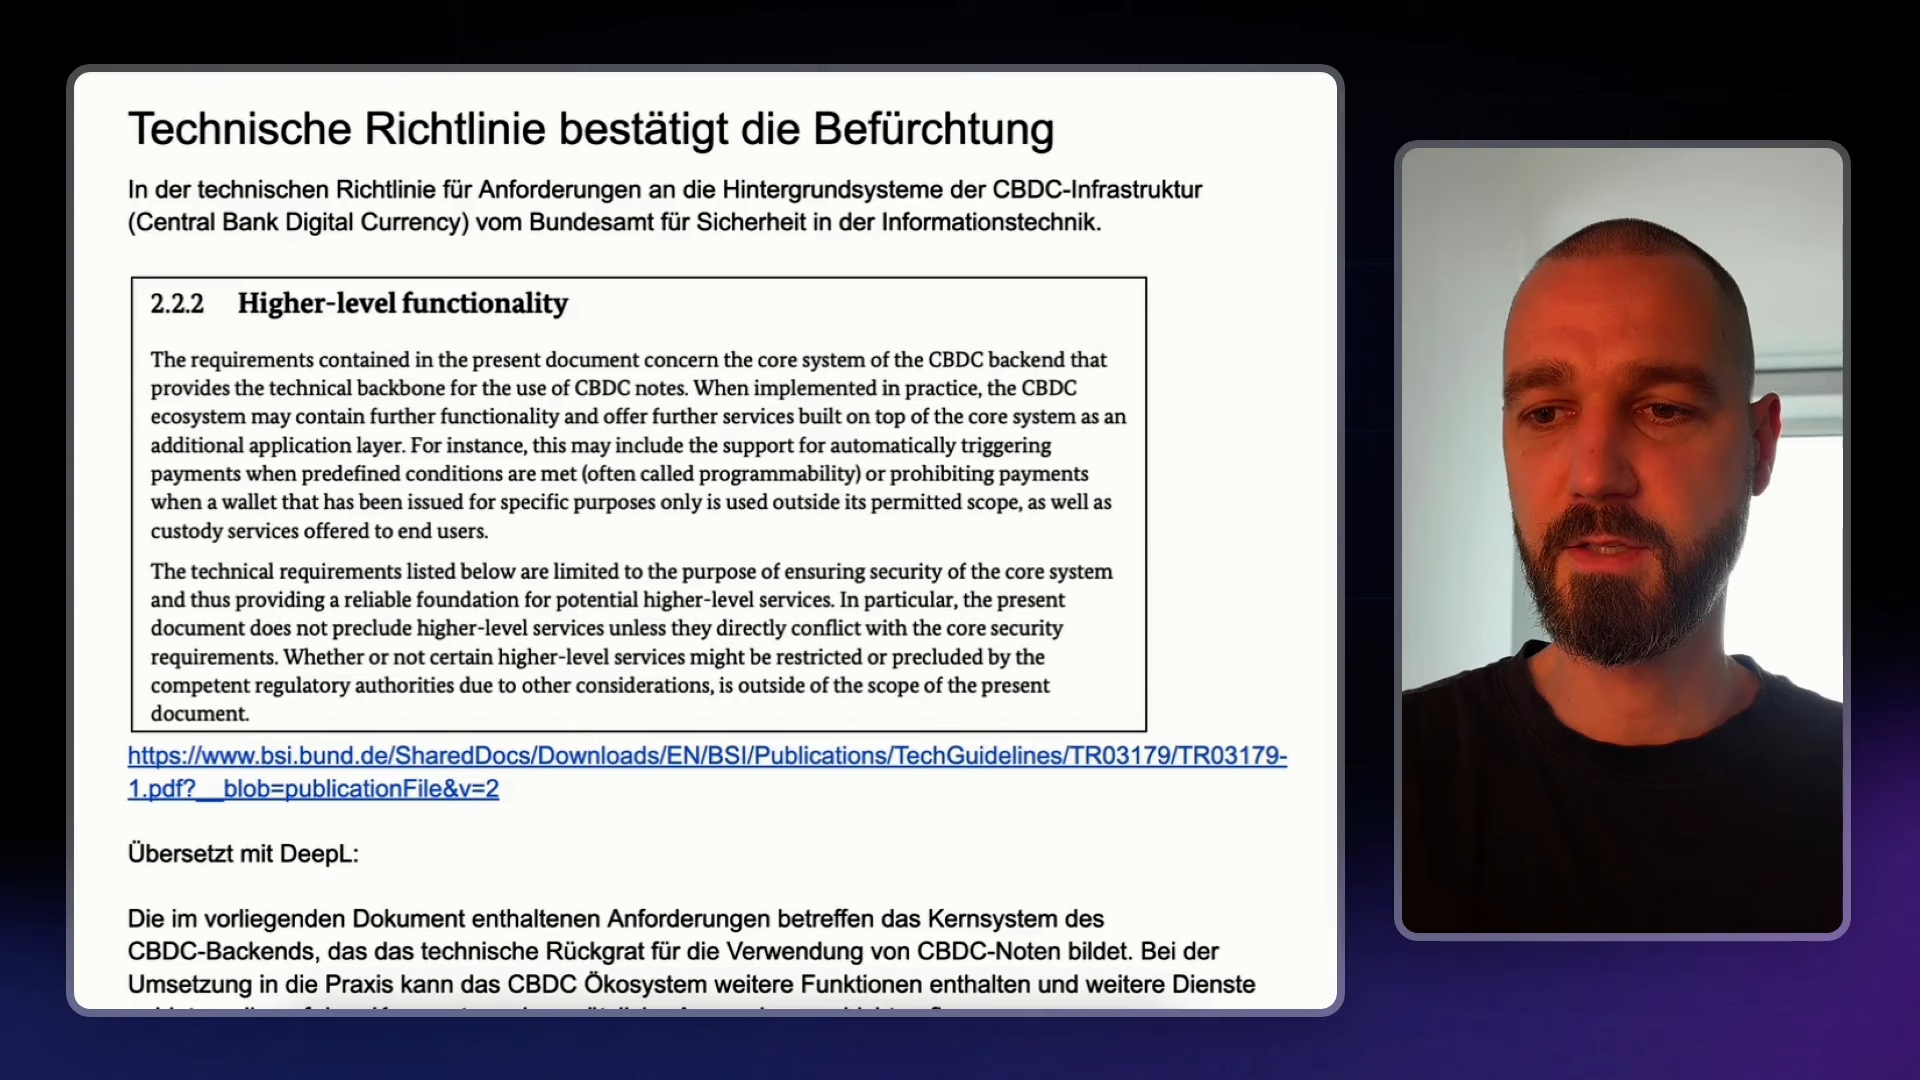 Technische Richtlinie bestätigt die Befürchtung
In der technischen Richtlinie für Anforderungen an die Hintergrundsysteme der CBDC-Infrastruktur
(Central Bank Digital Currency) vom Bundesamt für Sicherheit in der Informationstechnik.
2.2.2 Higher-level functionality
The requirements contained in the present document concern the core system of the CBDC backend that
provides the technical backbone for the use of CBDC notes. When implemented in practice, the CBDC
ecosystem may contain further functionality and offer further services built on top of the core system as an
additional application layer. For instance, this may include the support for automatically triggering
payments when predefined conditions are met (often called programmability) or prohibiting payments
when a wallet that has been issued for specific purposes only is used outside its permitted scope, as well as
custody services offered to end users.
The technical requirements listed below are limited to the purpose of ensuring security of the core system
and thus providing a reliable foundation for potential higher-level services. In particular, the present
document does not preclude higher-level services unless they directly conflict with the core security
requirements. Whether or not certain higher-level services might be restricted or precluded by the
competent regulatory authorities due to other considerations, is outside of the scope of the present
document.
https://www.bsi.bund.de/SharedDocs/Downloads/EN/BSI/Publications/TechGuidelines/TR03179/TR03179-
1.pdf?__blob=publicationFile&v=2
Übersetzt mit DeepL:
Die im vorliegenden Dokument enthaltenen Anforderungen betreffen das Kernsystem des
CBDC-Backends, das das technische Rückgrat für die Verwendung von CBDC-Noten bildet. Bei der
Umsetzung in die Praxis kann das CBDC Ökosystem weitere Funktionen enthalten und weitere Dienste